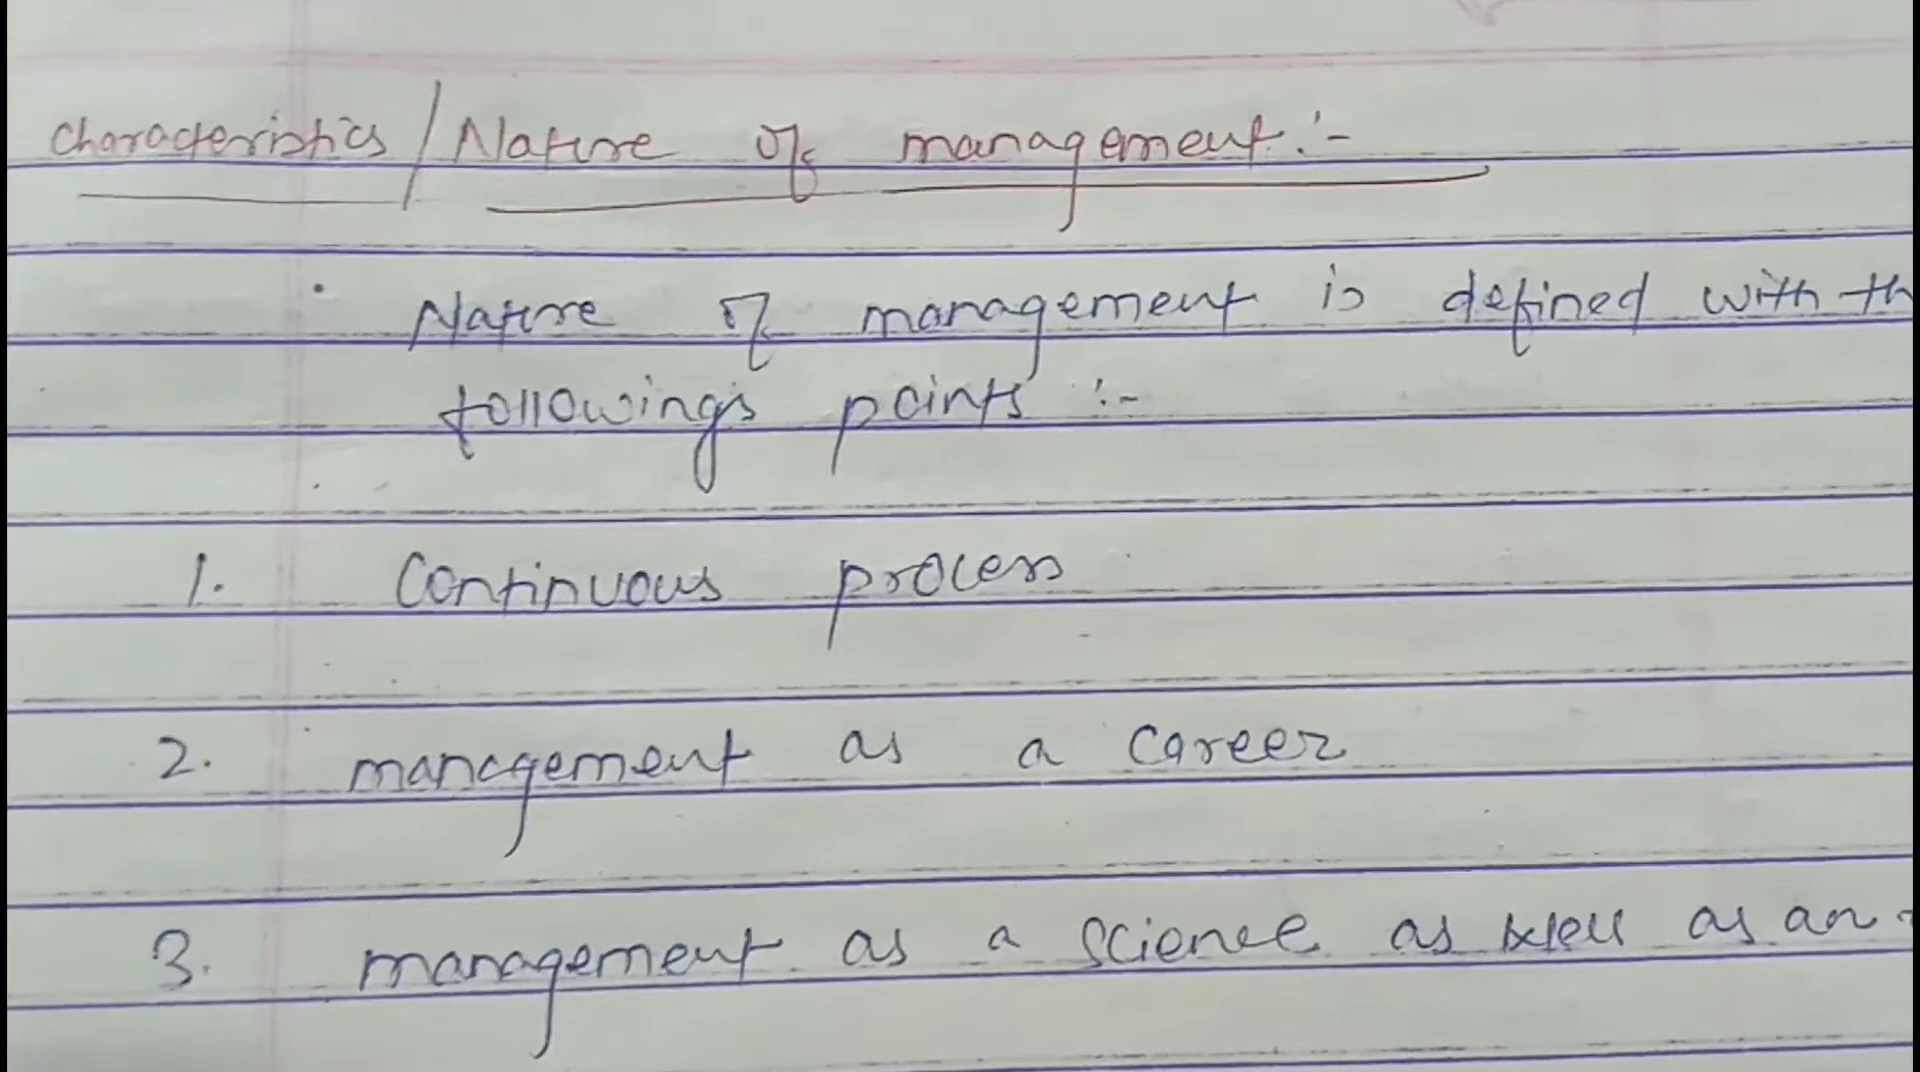 Characteristics / Nature of management :-
Nature of management is defined with th
followings points :-
1. Continuous process
2. management as a career
3. management as a science as well as an